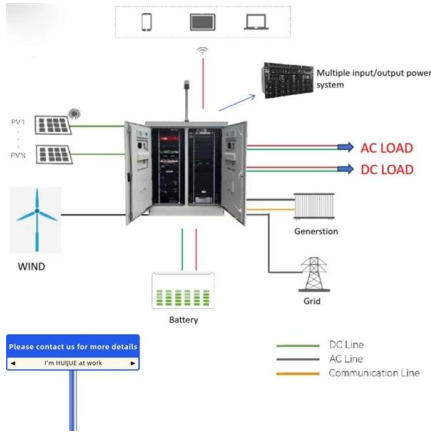 Multiple input/output power
system
PV1
PVN
AC LOAD
DC LOAD
Generstion
WIND
Grid
Battery
Please contact us for more details
I'm HUIJUE at work
DC Line
AC Line
Communication Line